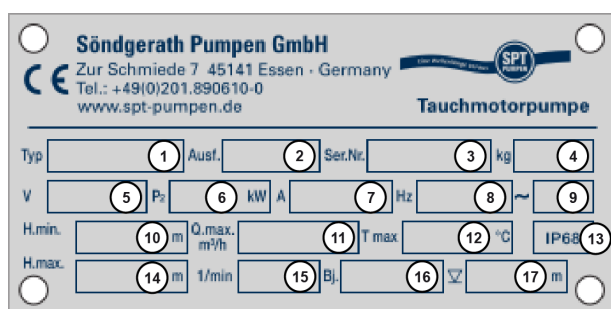 Söndgerath Pumpen GmbH
CE Zur Schmiede 7 45141 Essen - Germany
Tel.: +49(0)201.890610-0
www.spt-pumpen.de
SPT
PUMPEN
Tauchmotorpumpe
Typ 1 Ausf. 2 Ser.Nr. 3 kg 4
V 5 P2 6 kW A 7 Hz 8 ~ 9
H.min. 10 m Q.max. m³/h 11 T max 12 °C IP68 13
H.max. 14 m 1/min 15 Bj. 16 17 m